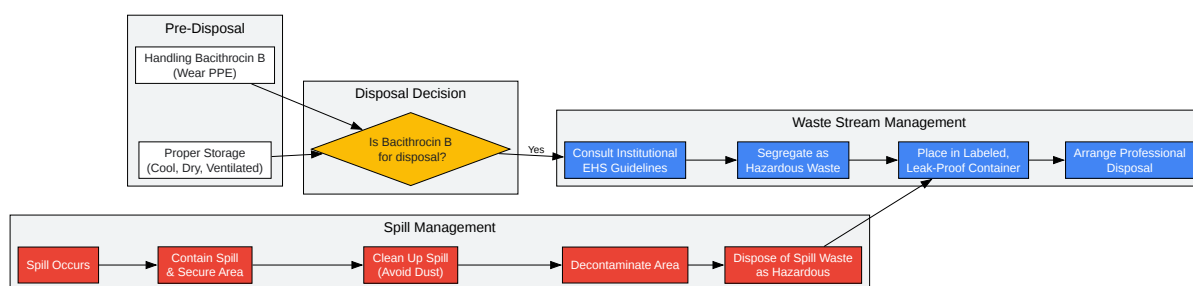 Pre-Disposal
Handling Bacithrocin B
(Wear PPE)
Proper Storage
(Cool, Dry, Ventilated)
Disposal Decision
Is Bacithrocin B
for disposal?
Yes
Waste Stream Management
Consult Institutional
EHS Guidelines
Segregate as
Hazardous Waste
Place in Labeled,
Leak-Proof Container
Arrange Professional
Disposal
Spill Management
Spill Occurs
Contain Spill
& Secure Area
Clean Up Spill
(Avoid Dust)
Decontaminate Area
Dispose of Spill Waste
as Hazardous